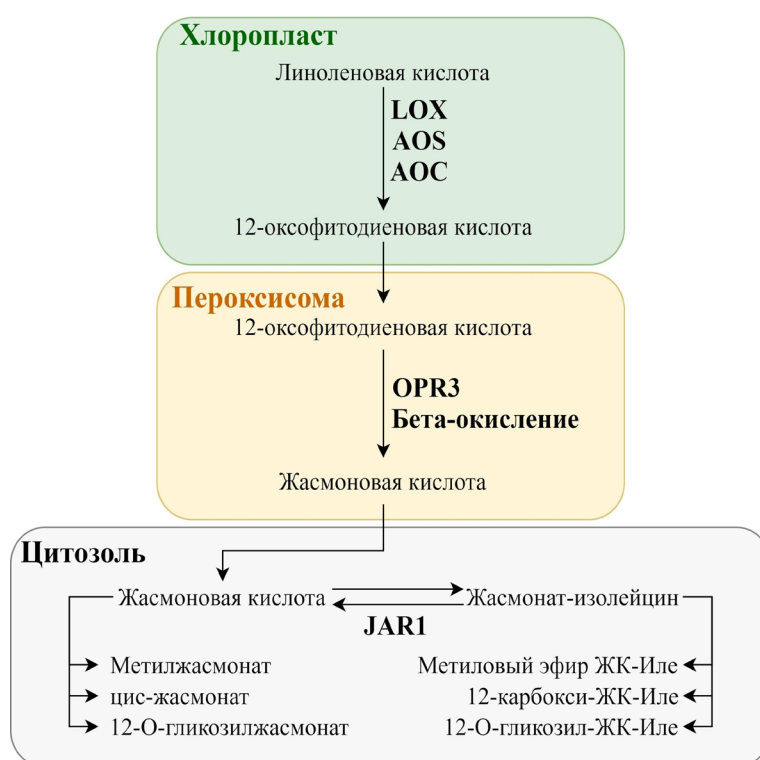 Хлоропласт
Линоленовая кислота
LOX
AOS
AOC
12-оксофитодиеновая кислота
Пероксисома
12-оксофитодиеновая кислота
OPR3
Бета-окисление
Жасмоновая кислота
Цитозоль
Жасмоновая кислота
Жасмонат-изолейцин
JAR1
Метилжасмонат
цис-жасмонат
12-О-гликозилжасмонат
Метиловый эфир ЖК-Иле
12-карбокси-ЖК-Иле
12-О-гликозил-ЖК-Иле